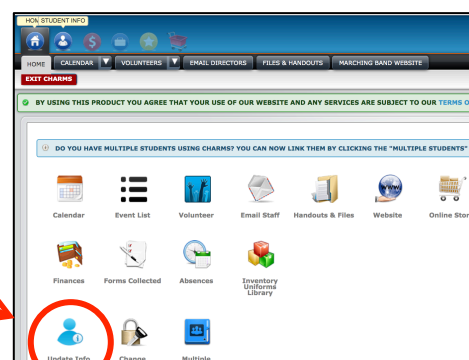 HOM STUDENT INFO
HOME CALENDAR VOLUNTEERS EMAIL DIRECTORS FILES & HANDOUTS MARCHING BAND WEBSITE
EXIT CHARMS
BY USING THIS PRODUCT YOU AGREE THAT YOUR USE OF OUR WEBSITE AND ANY SERVICES ARE SUBJECT TO OUR TERMS O
DO YOU HAVE MULTIPLE STUDENTS USING CHARMS? YOU CAN NOW LINK THEM BY CLICKING THE "MULTIPLE STUDENTS"
WWW
Calendar Event List Volunteer Email Staff Handouts & Files Website Online Stor
Finances Forms Collected Absences Inventory
Uniforms
Library
Update Info Change Multiple